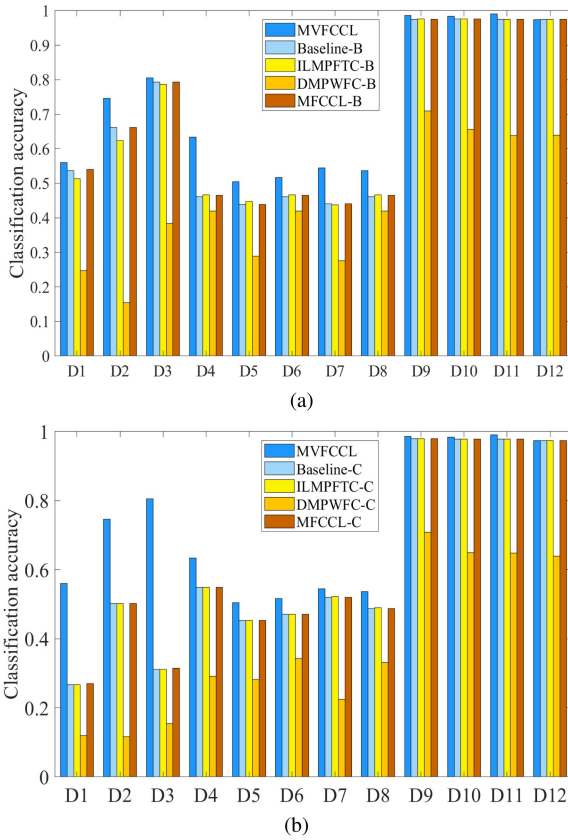 1
0.9
0.8
0.7
0.6
0.5
0.4
0.3
0.2
0.1
0
Classification accuracy
MVFCCL
Baseline-B
ILMPFTC-B
DMPWFC-B
MFCCL-B
D1 D2 D3 D4 D5 D6 D7 D8 D9 D10 D11 D12
(a)
1
0.8
0.6
0.4
0.2
0
Classification accuracy
MVFCCL
Baseline-C
ILMPFTC-C
DMPWFC-C
MFCCL-C
D1 D2 D3 D4 D5 D6 D7 D8 D9 D10 D11 D12
(b)